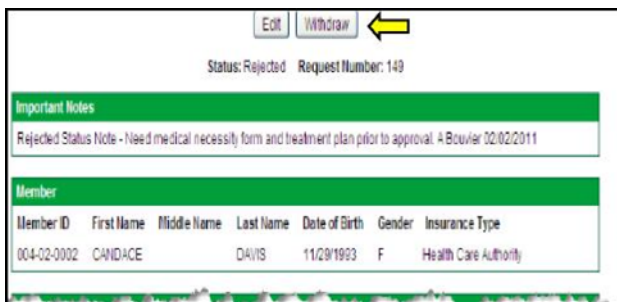 Edit Withdraw
Status: Rejected Request Number: 149
Important Notes
Rejected Status Note - Need medical necessity form and treatment plan prior to approval. A Bouvier 02/02/2011
Member
Member ID First Name Middle Name Last Name Date of Birth Gender Insurance Type
004-02-0002 CANDACE DAVIS 11/29/1993 F Health Care Authority